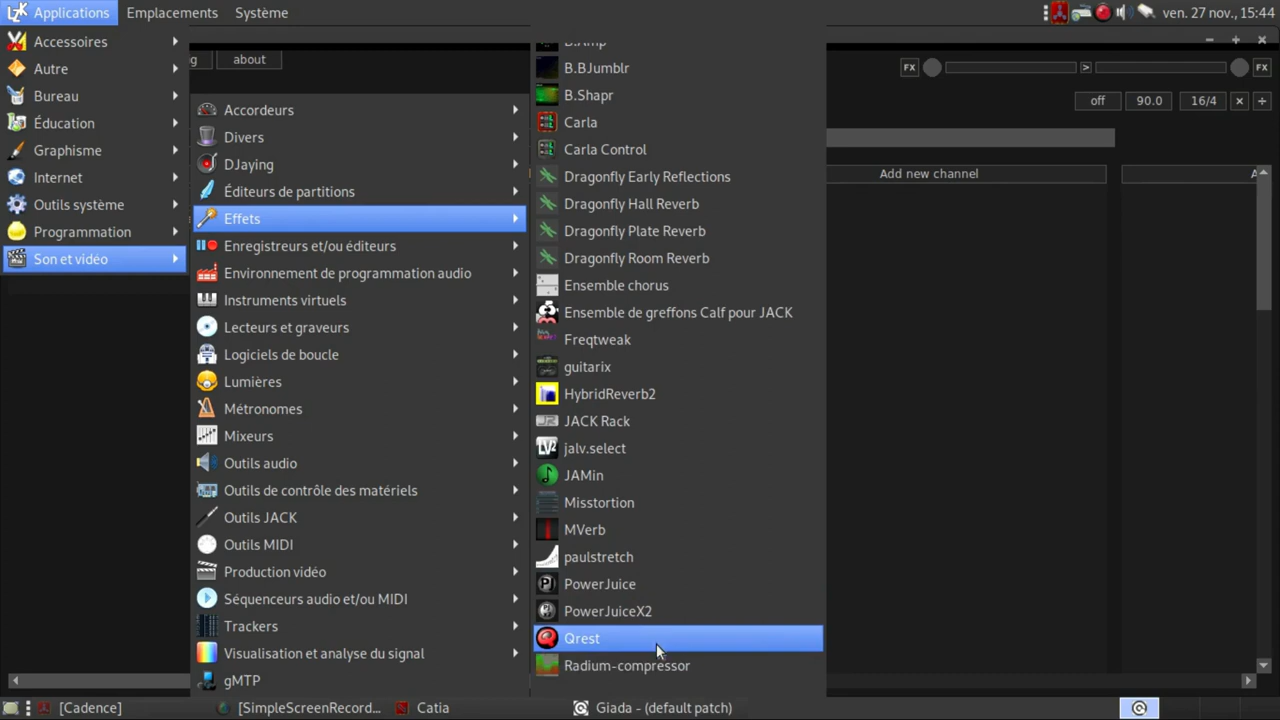 Applications Emplacements Système ven. 27 nov., 15:44
Accessoires
Autre
Bureau
Éducation
Graphisme
Internet
Outils système
Programmation
Son et vidéo
g about
Accordeurs
Divers
DJaying
Éditeurs de partitions
Effets
Enregistreurs et/ou éditeurs
Environnement de programmation audio
Instruments virtuels
Lecteurs et graveurs
Logiciels de boucle
Lumières
Métronomes
Mixeurs
Outils audio
Outils de contrôle des matériels
Outils JACK
Outils MIDI
Production vidéo
Séquenceurs audio et/ou MIDI
Trackers
Visualisation et analyse du signal
gMTP
B.Amp
B.BJumblr
B.Shapr
Carla
Carla Control
Dragonfly Early Reflections
Dragonfly Hall Reverb
Dragonfly Plate Reverb
Dragonfly Room Reverb
Ensemble chorus
Ensemble de greffons Calf pour JACK
Freqtweak
guitarix
HybridReverb2
JACK Rack
jalv.select
JAMin
Misstortion
MVerb
paulstretch
PowerJuice
PowerJuiceX2
Qrest
Radium-compressor
FX > FX
off 90.0 16/4 × ÷
Add new channel A
[Cadence] [SimpleScreenRecord... Catia Giada - (default patch)